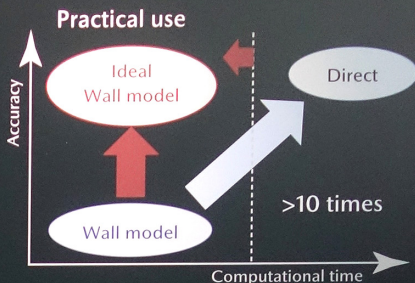 Practical use
Ideal
Wall model
Direct
Accuracy
>10 times
Wall model
Computational time